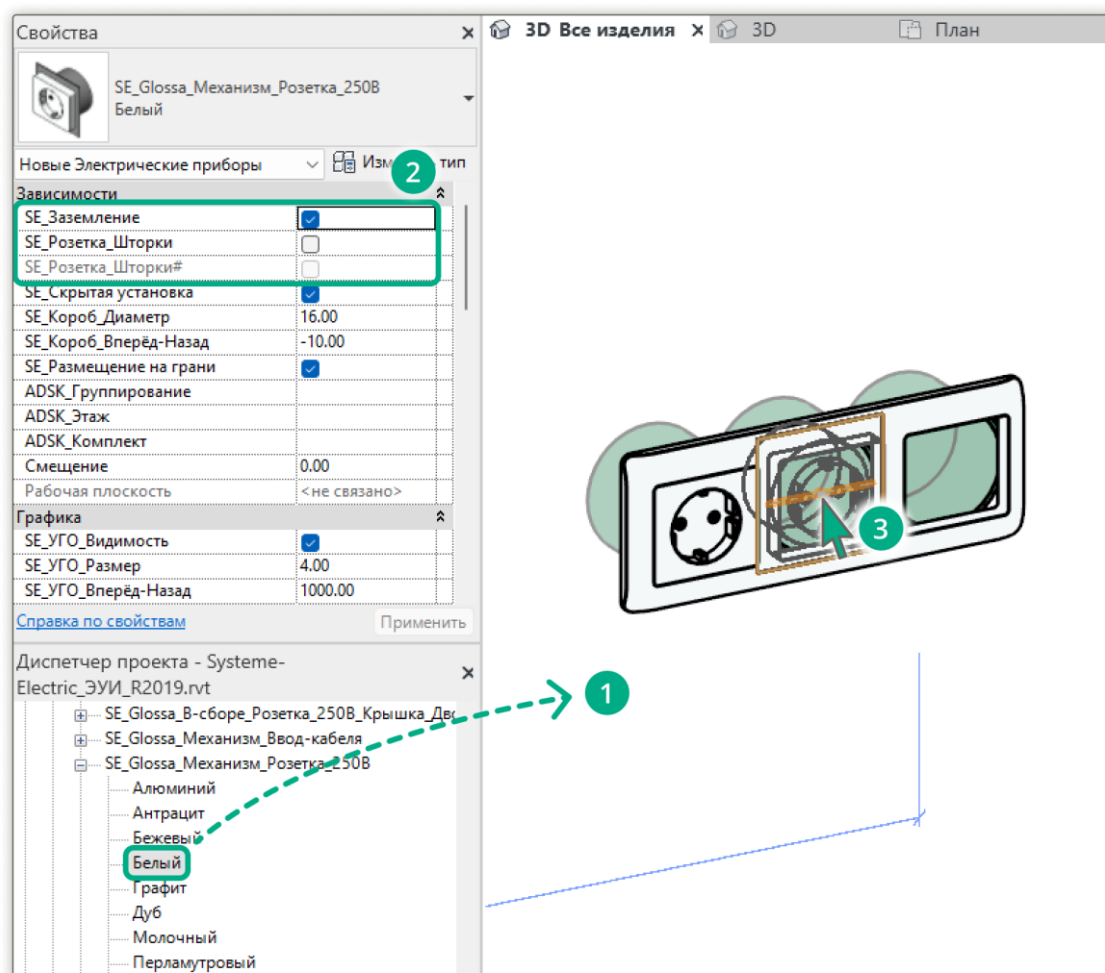 Свойства
3D Все изделия
3D
План
SE_Glossa_Механизм_Розетка_250В
Белый
Новые Электрические приборы
тип
2
Зависимости
SE_Заземление
SE_Розетка_Шторки
SE_Розетка_Шторки#
SE_Скрытая установка
SE_Короб_Диаметр 16.00
SE_Короб_Вперёд-Назад -10.00
SE_Размещение на грани
ADSK_Группирование
ADSK_Этаж
ADSK_Комплект
Смещение 0.00
Рабочая плоскость <не связано>
Графика
SE_УГО_Видимость
SE_УГО_Размер 4.00
SE_УГО_Вперёд-Назад 1000.00
Справка по свойствам Применить
3
Диспетчер проекта - Systeme-
Electric_ЭУИ_R2019.rvt
1
SE_Glossa_В-сборе_Розетка_250В_Крышка_Дво
SE_Glossa_Механизм_Ввод-кабеля
SE_Glossa_Механизм_Розетка_250В
Алюминий
Антрацит
Бежевый
Белый
Графит
Дуб
Молочный
Перламутровый